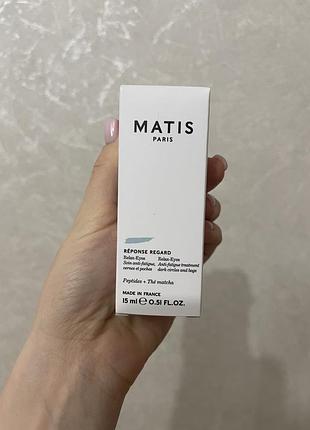 MATIS
PARIS
RÉPONSE REGARD
Relax-Eyes Relax-Eyes
Soin anti-fatigue, Anti-fatigue treatment
cernes et poches dark circles and bags
Peptides + Thé matcha
MADE IN FRANCE
15 ml ℮ 0.51 FL.OZ.